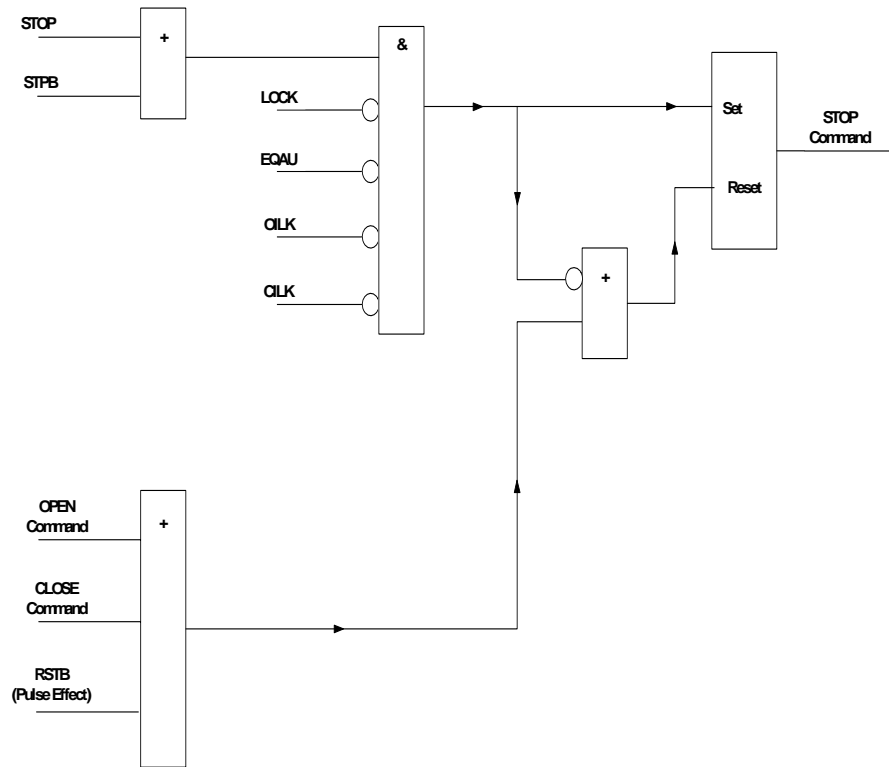 STOP
+
&
STPB
LOCK
Set
STOP
Command
EQAU
Reset
OILK
+
CILK
OPEN
Command
+
CLOSE
Command
RSTB
(Pulse Effect)